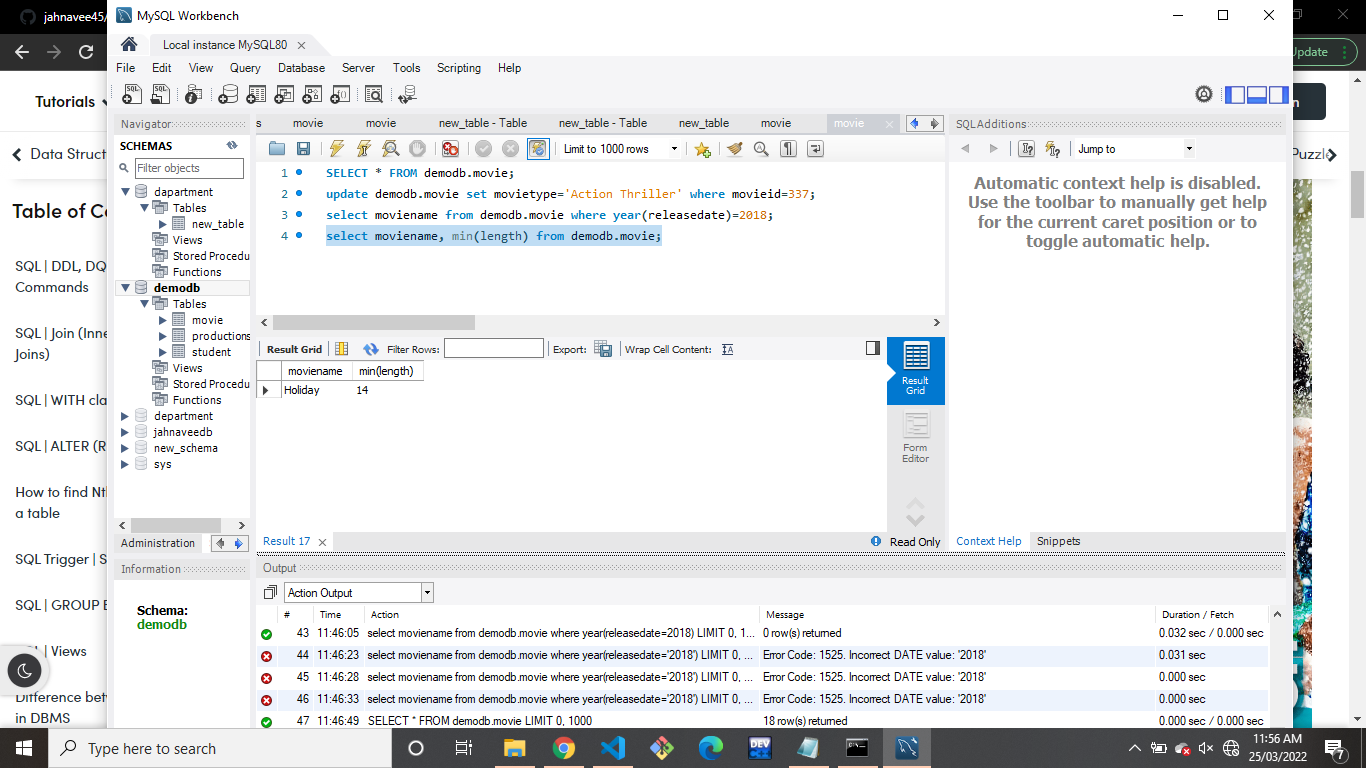 jahnavee45/
MySQL Workbench
Local instance MySQL80
Update
File Edit View Query Database Server Tools Scripting Help
Tutorials
n
Navigator
s movie movie new_table - Table new_table - Table new_table movie movie
SQLAdditions
SCHEMAS
Limit to 1000 rows
Jump to
Data Struct
Puzzle
Filter objects
1 SELECT * FROM demodb.movie;
2 update demodb.movie set movietype='Action Thriller' where movieid=337;
3 select moviename from demodb.movie where year(releasedate)=2018;
4 select moviename, min(length) from demodb.movie;
Automatic context help is disabled.
Use the toolbar to manually get help
for the current caret position or to
toggle automatic help.
Table of Co
dapartment
Tables
new_table
Views
Stored Procedu
Functions
demodb
Tables
movie
productions
student
Views
Stored Procedu
Functions
department
jahnaveedb
new_schema
sys
SQL | DDL, DQ
Commands
SQL | Join (Inne
Joins)
SQL | WITH cla
SQL | ALTER (R
How to find Nt
a table
SQL Trigger | S
SQL | GROUP B
SQL | Views
Difference betv
in DBMS
Result Grid Filter Rows: Export: Wrap Cell Content:
moviename min(length)
Holiday 14
Result
Grid
Form
Editor
Administration
Result 17
Read Only
Context Help Snippets
Information
Output
Schema:
demodb
Action Output
# Time Action Message Duration / Fetch
43 11:46:05 select moviename from demodb.movie where year(releasedate=2018) LIMIT 0, 1... 0 row(s) returned 0.032 sec / 0.000 sec
44 11:46:23 select moviename from demodb.movie where year(releasedate='2018') LIMIT 0, ... Error Code: 1525. Incorrect DATE value: '2018' 0.031 sec
45 11:46:28 select moviename from demodb.movie where year(releasedate='2018') LIMIT 0, ... Error Code: 1525. Incorrect DATE value: '2018' 0.000 sec
46 11:46:33 select moviename from demodb.movie where year(releasedate='2018') LIMIT 0, ... Error Code: 1525. Incorrect DATE value: '2018' 0.000 sec
47 11:46:49 SELECT * FROM demodb.movie LIMIT 0, 1000 18 row(s) returned 0.000 sec / 0.000 sec
Type here to search
DEV
11:56 AM
25/03/2022
7